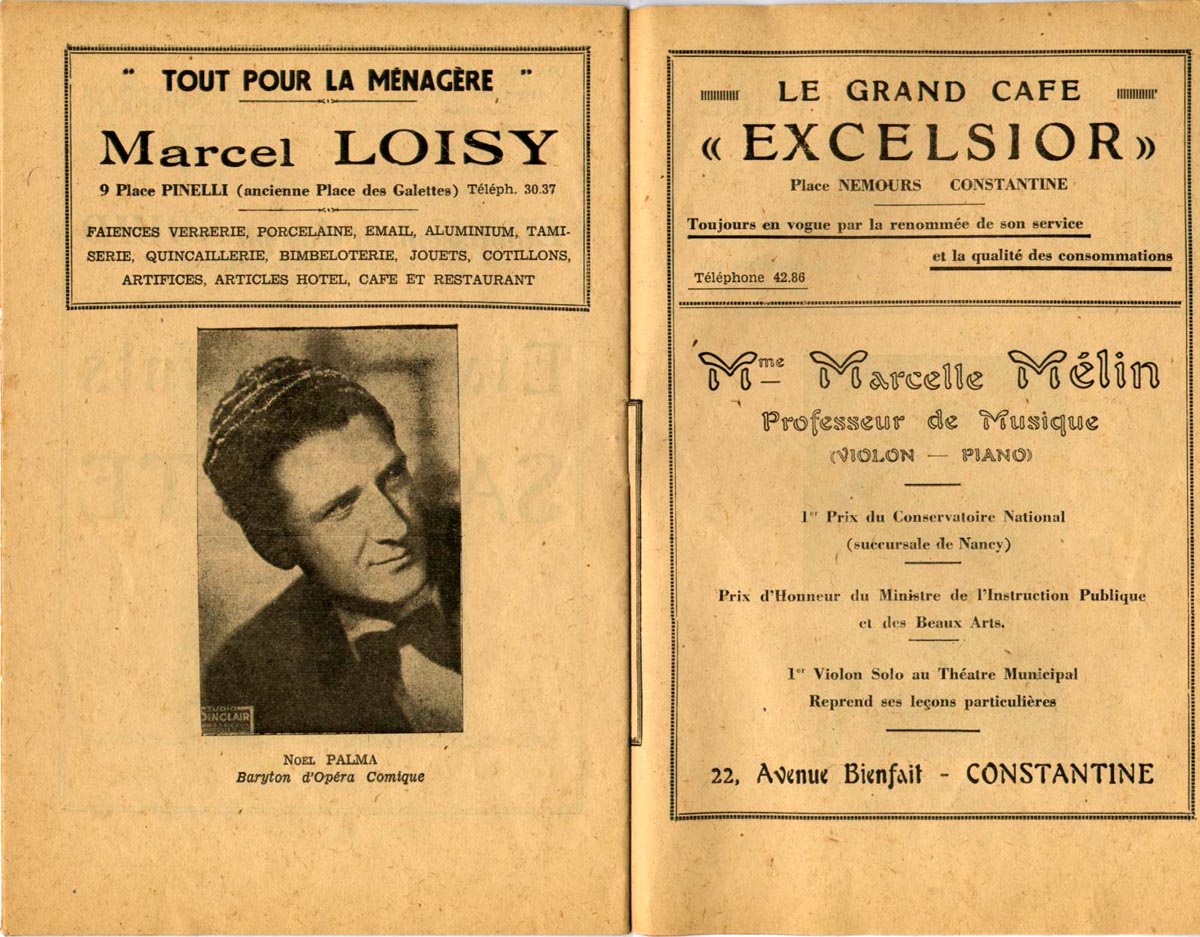 " TOUT POUR LA MÉNAGÈRE "
Marcel LOISY
9 Place PINELLI (ancienne Place des Galettes) Téléph. 30.37
FAIENCES VERRERIE, PORCELAINE, EMAIL, ALUMINIUM, TAMI-
SERIE, QUINCAILLERIE, BIMBELOTERIE, JOUETS, COTILLONS,
ARTIFICES, ARTICLES HOTEL, CAFE ET RESTAURANT
STUDIO
SINCLAIR
NOEL PALMA
Baryton d'Opéra Comique
LE GRAND CAFE
« EXCELSIOR »
Place NEMOURS CONSTANTINE
Toujours en vogue par la renommée de son service
et la qualité des consommations
Téléphone 42.86
Mme Marcelle Mélin
Professeur de Musique
(VIOLON — PIANO)
1er Prix du Conservatoire National
(succursale de Nancy)
Prix d'Honneur du Ministre de l'Instruction Publique
et des Beaux Arts.
1er Violon Solo au Théatre Municipal
Reprend ses leçons particulières
22, Avenue Bienfait - CONSTANTINE